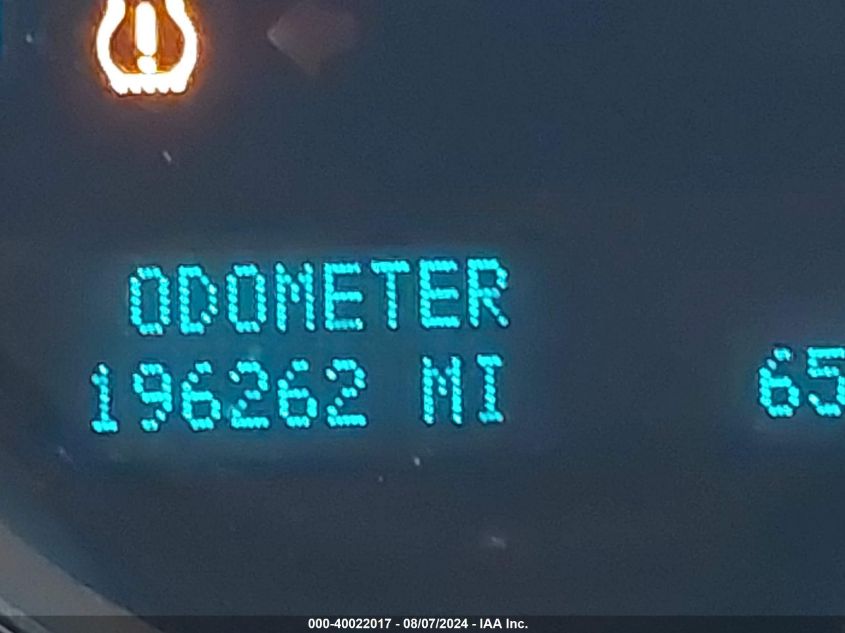 ODOMETER
196262 MI 65
000-40022017 - 08/07/2024 - IAA Inc.